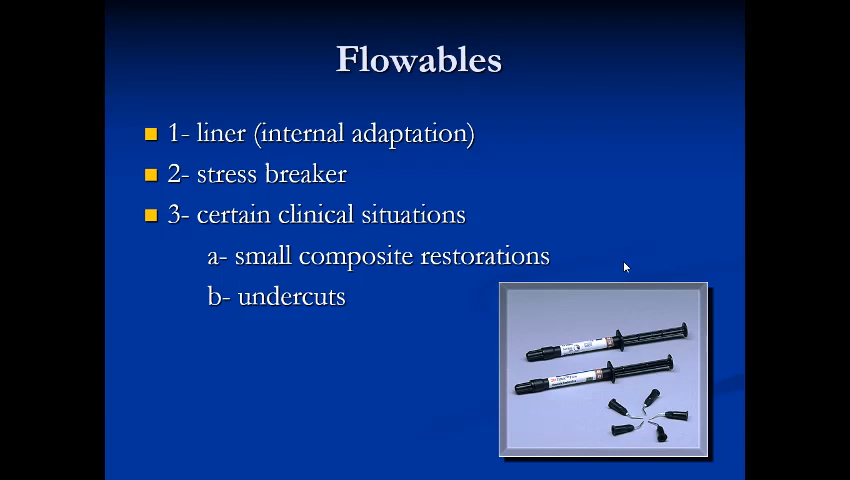 Flowables
1- liner (internal adaptation)
2- stress breaker
3- certain clinical situations
a- small composite restorations
b- undercuts